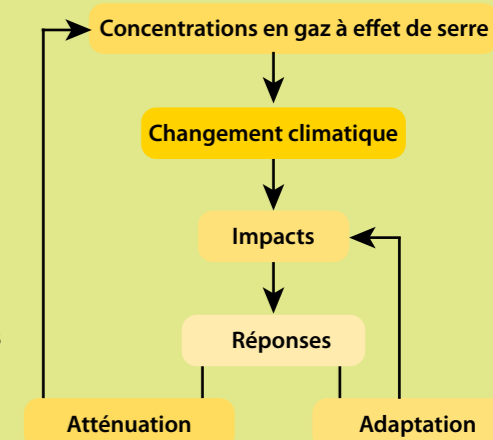 Concentrations en gaz à effet de serre
Changement climatique
Impacts
Réponses
Atténuation
Adaptation